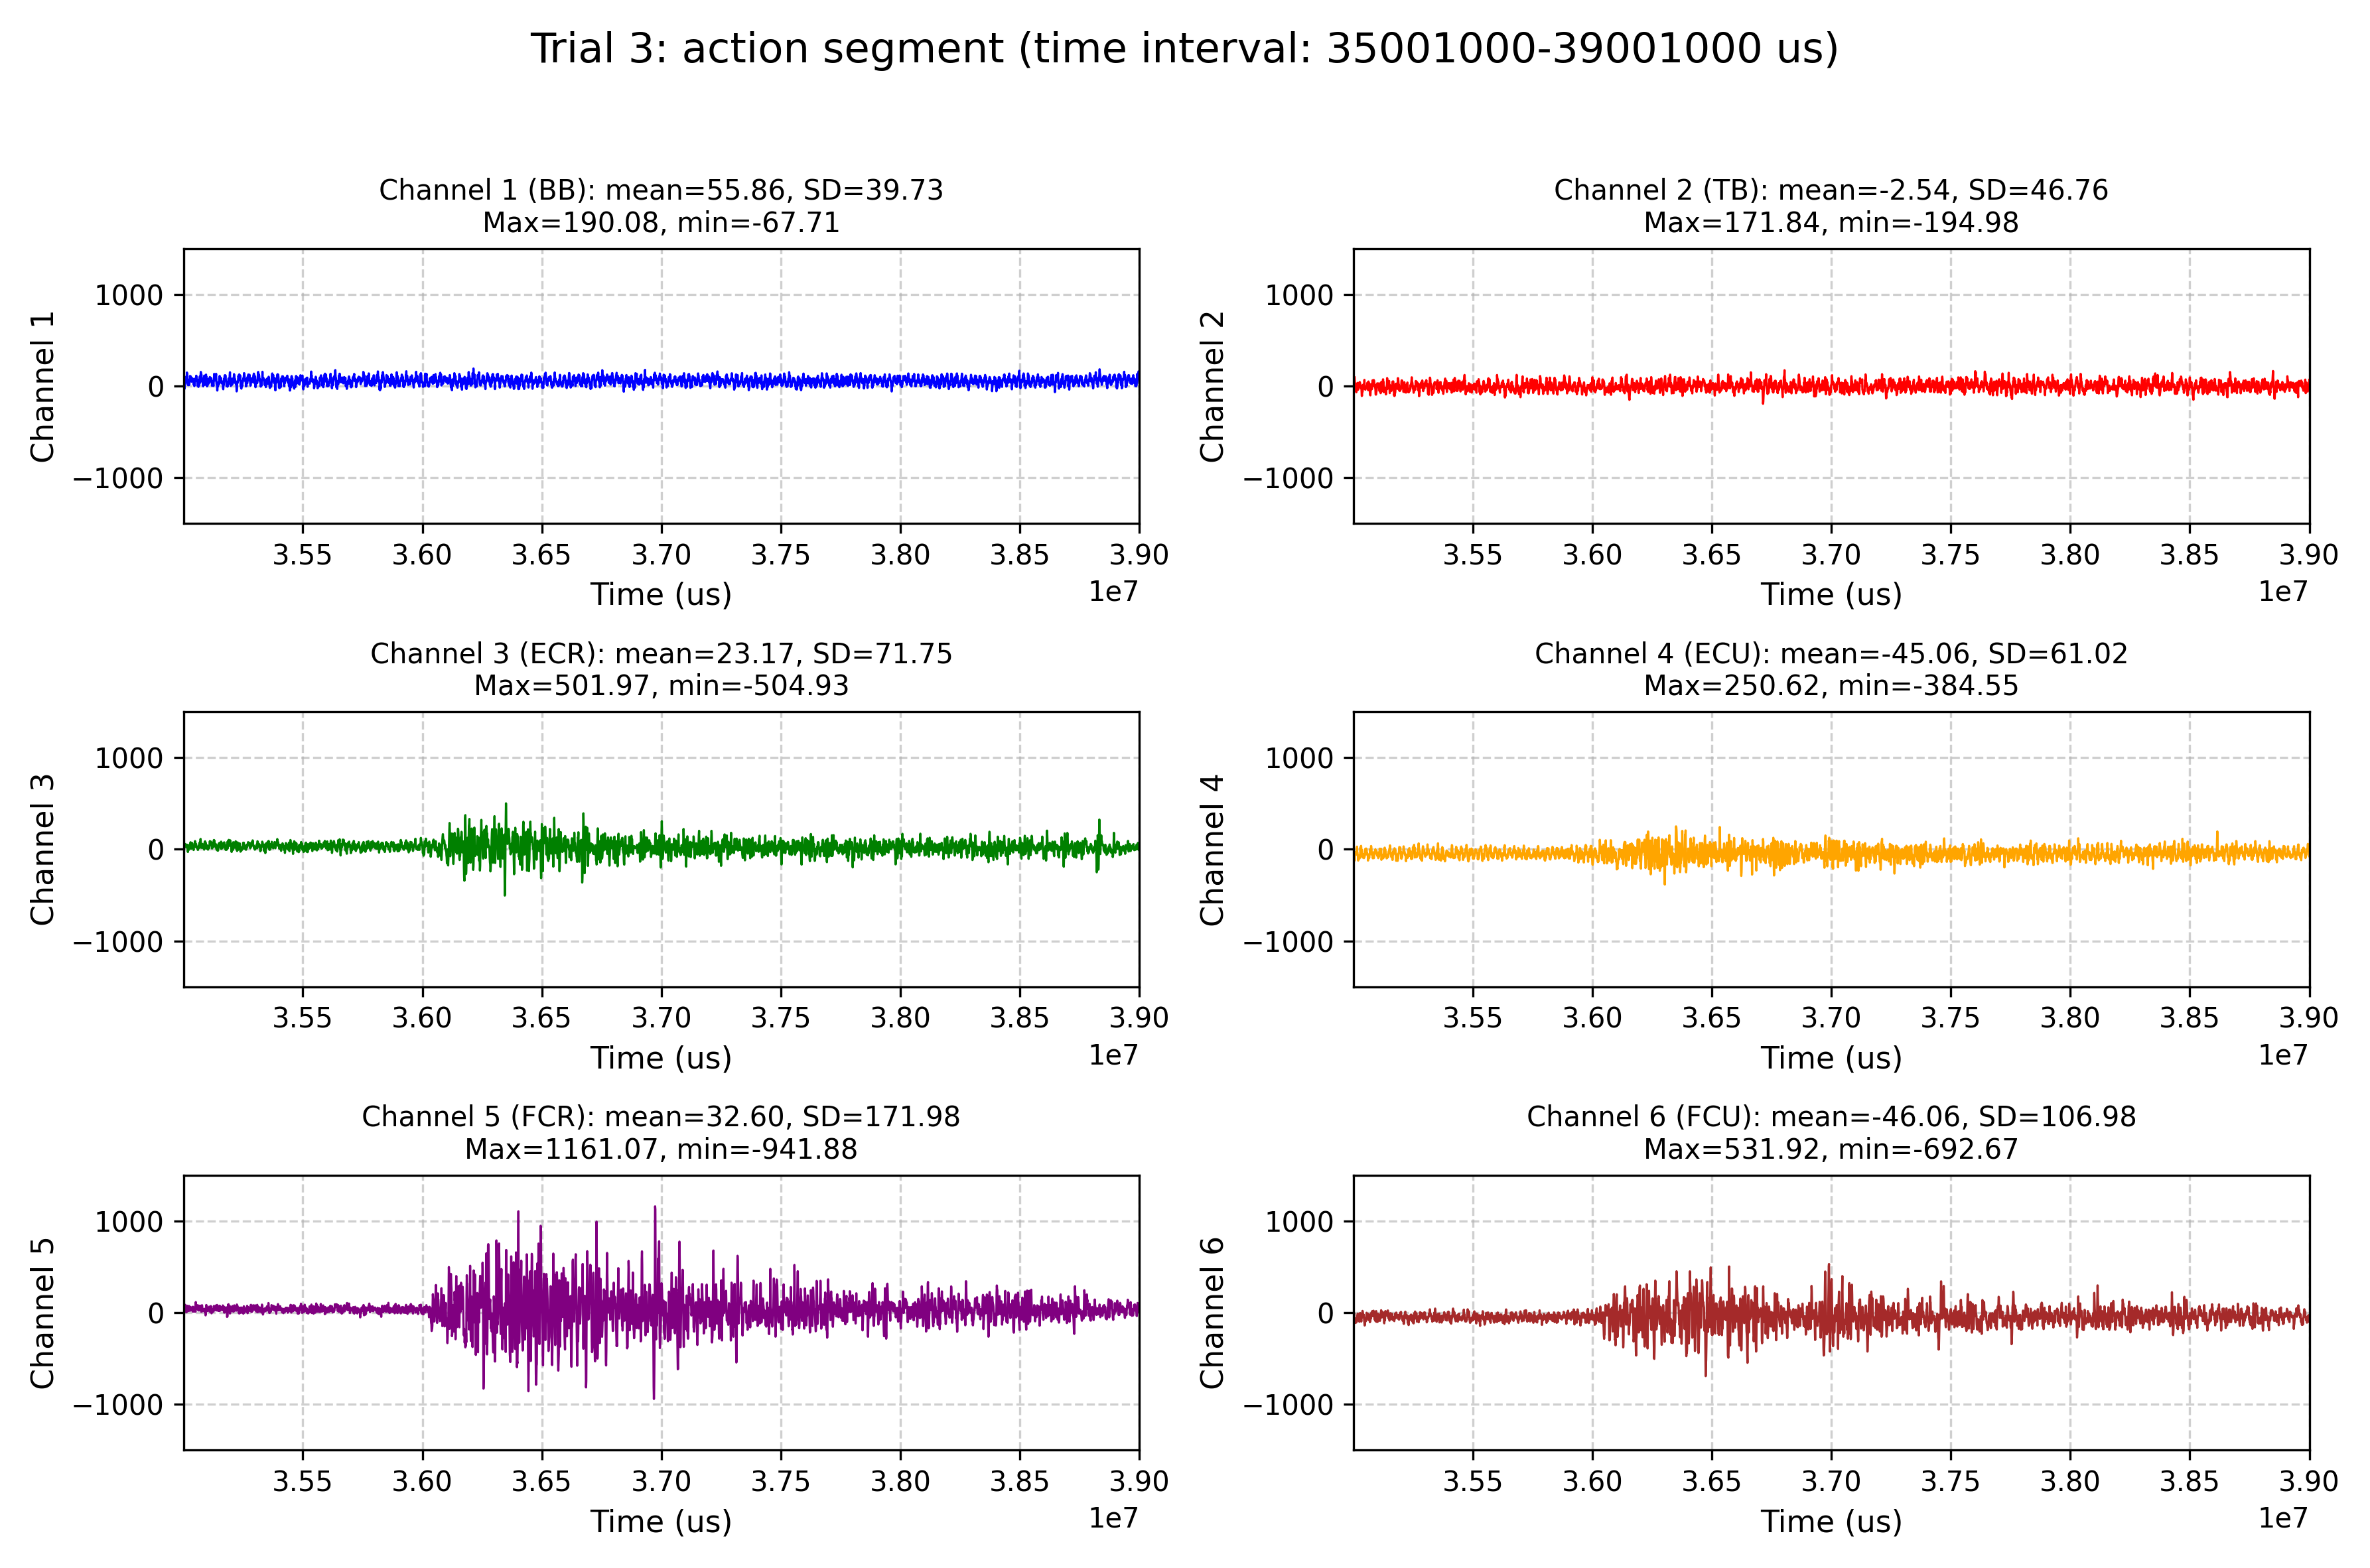 Trial 3: action segment (time interval: 35001000-39001000 us)
Channel 1 (BB): mean=55.86, SD=39.73
Max=190.08, min=-67.71
Channel 1
1000
0
−1000
3.55 3.60 3.65 3.70 3.75 3.80 3.85 3.90
Time (us)
1e7
Channel 2 (TB): mean=-2.54, SD=46.76
Max=171.84, min=-194.98
Channel 2
1000
0
−1000
3.55 3.60 3.65 3.70 3.75 3.80 3.85 3.90
Time (us)
1e7
Channel 3 (ECR): mean=23.17, SD=71.75
Max=501.97, min=-504.93
Channel 3
1000
0
−1000
3.55 3.60 3.65 3.70 3.75 3.80 3.85 3.90
Time (us)
1e7
Channel 4 (ECU): mean=-45.06, SD=61.02
Max=250.62, min=-384.55
Channel 4
1000
0
−1000
3.55 3.60 3.65 3.70 3.75 3.80 3.85 3.90
Time (us)
1e7
Channel 5 (FCR): mean=32.60, SD=171.98
Max=1161.07, min=-941.88
Channel 5
1000
0
−1000
3.55 3.60 3.65 3.70 3.75 3.80 3.85 3.90
Time (us)
1e7
Channel 6 (FCU): mean=-46.06, SD=106.98
Max=531.92, min=-692.67
Channel 6
1000
0
−1000
3.55 3.60 3.65 3.70 3.75 3.80 3.85 3.90
Time (us)
1e7